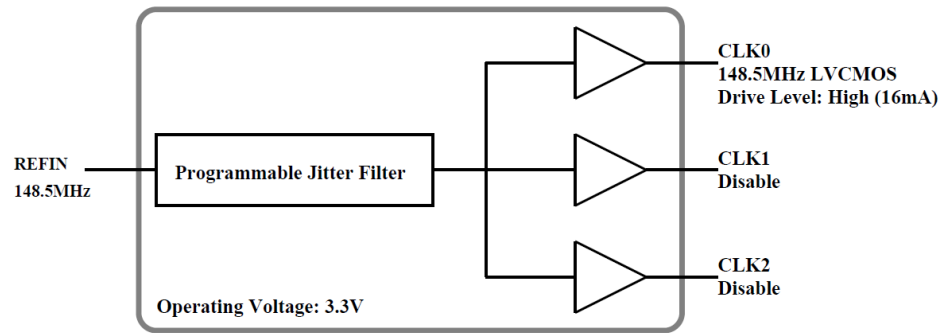 CLK0
148.5MHz LVCMOS
Drive Level: High (16mA)
REFIN
148.5MHz
Programmable Jitter Filter
CLK1
Disable
CLK2
Disable
Operating Voltage: 3.3V